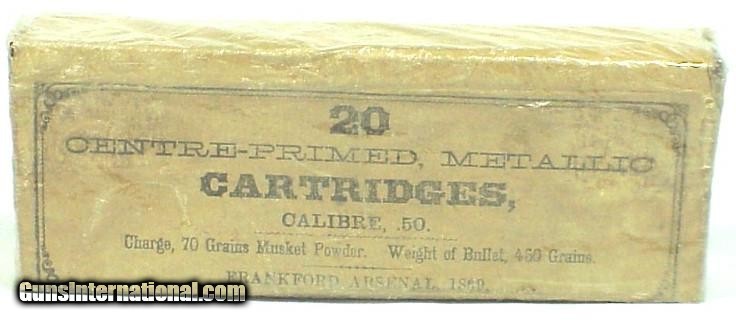 20
CENTRE-PRIMED, METALLIC
CARTRIDGES,
CALIBRE, .50.
Charge, 70 Grains Musket Powder. Weight of Bullet, 450 Grains.
FRANKFORD ARSENAL, 1869.
GunsInternational.com